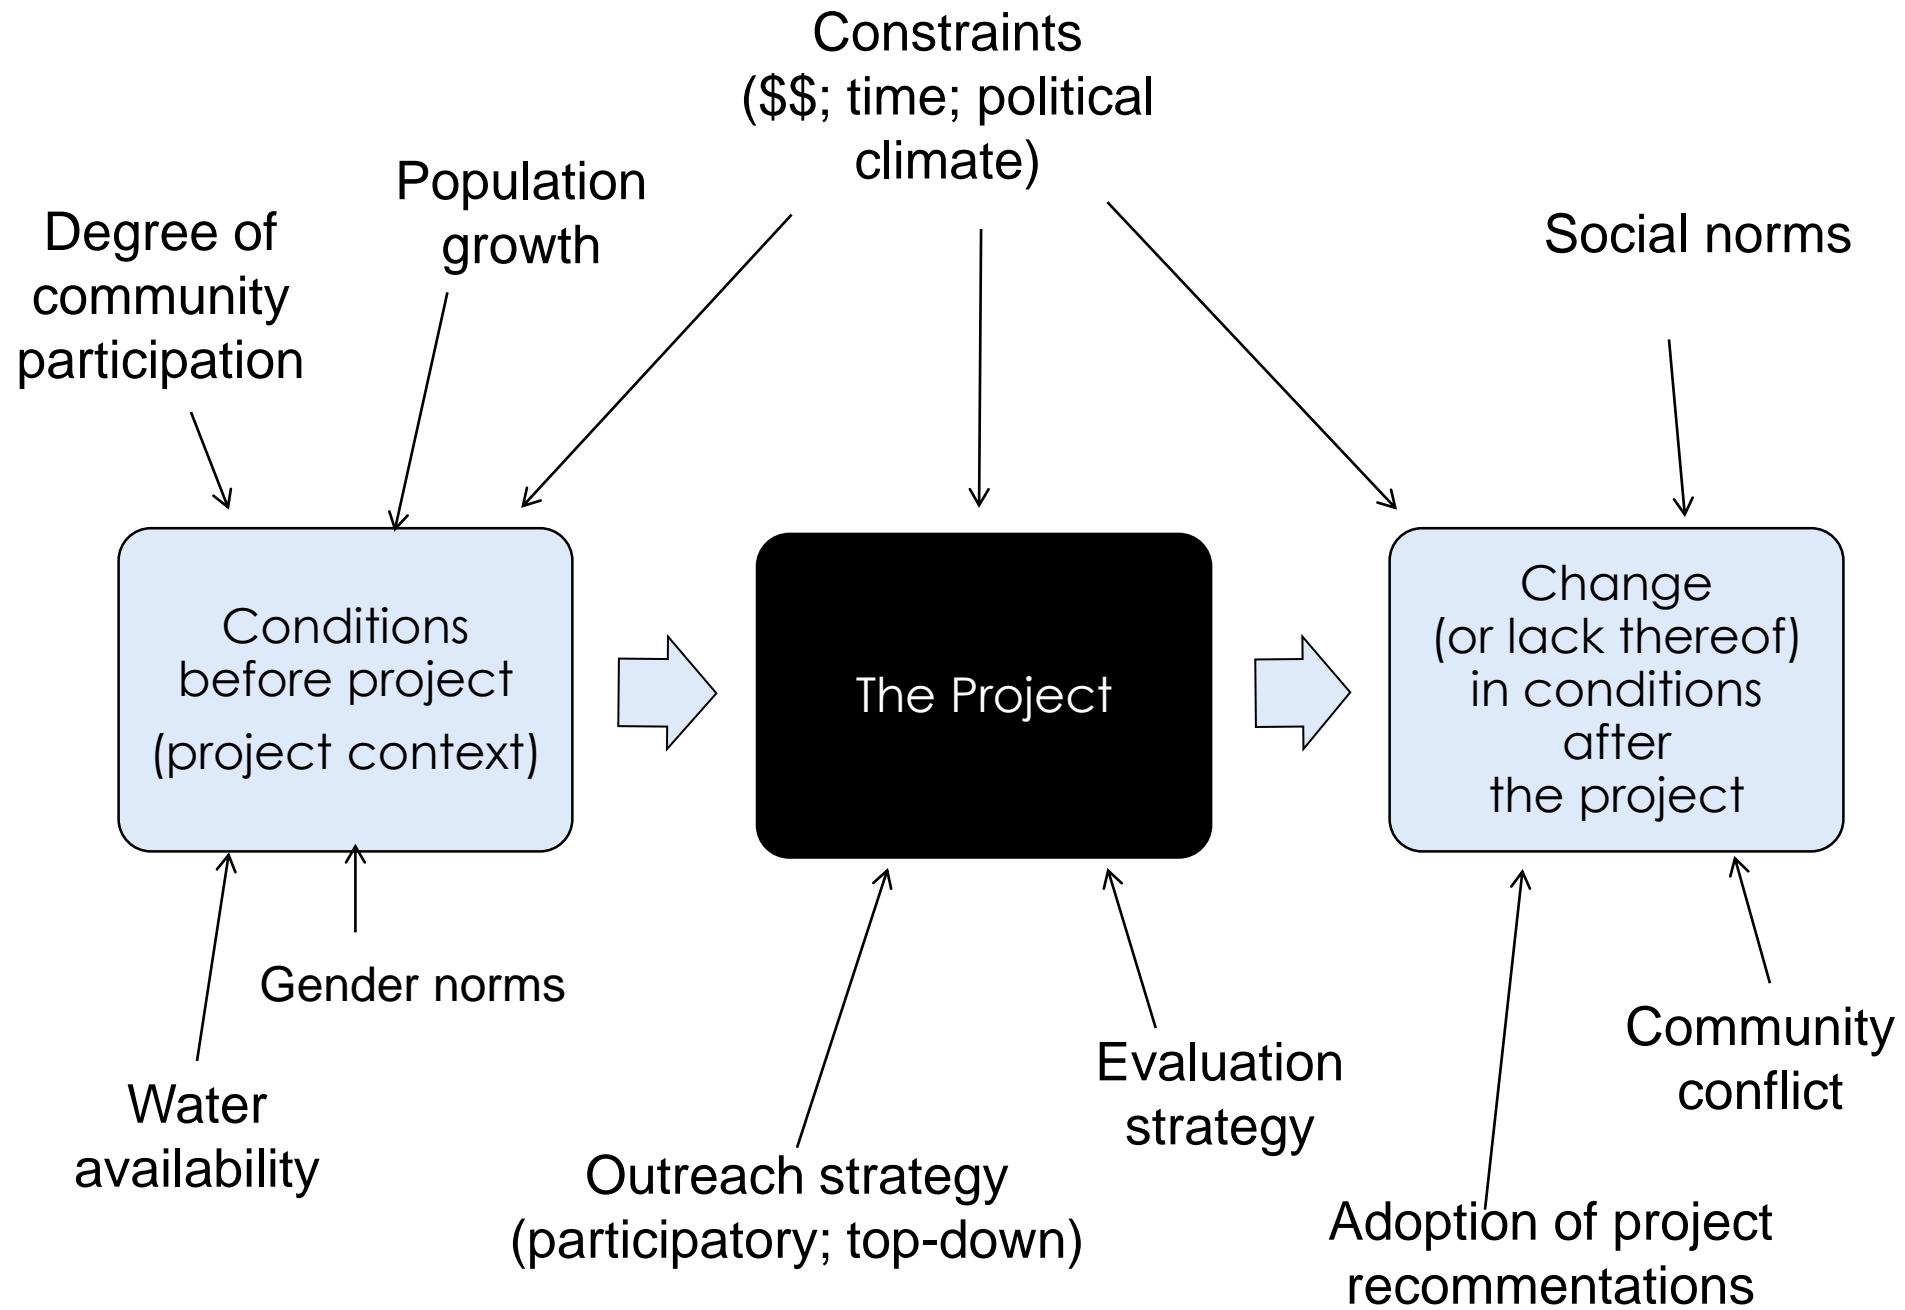 Constraints
($$; time; political
climate)
Population
growth
Degree of
community
participation
Social norms
Conditions
before project
(project context)
The Project
Change
(or lack thereof)
in conditions
after
the project
Gender norms
Water
availability
Outreach strategy
(participatory; top-down)
Evaluation
strategy
Community
conflict
Adoption of project
recommentations